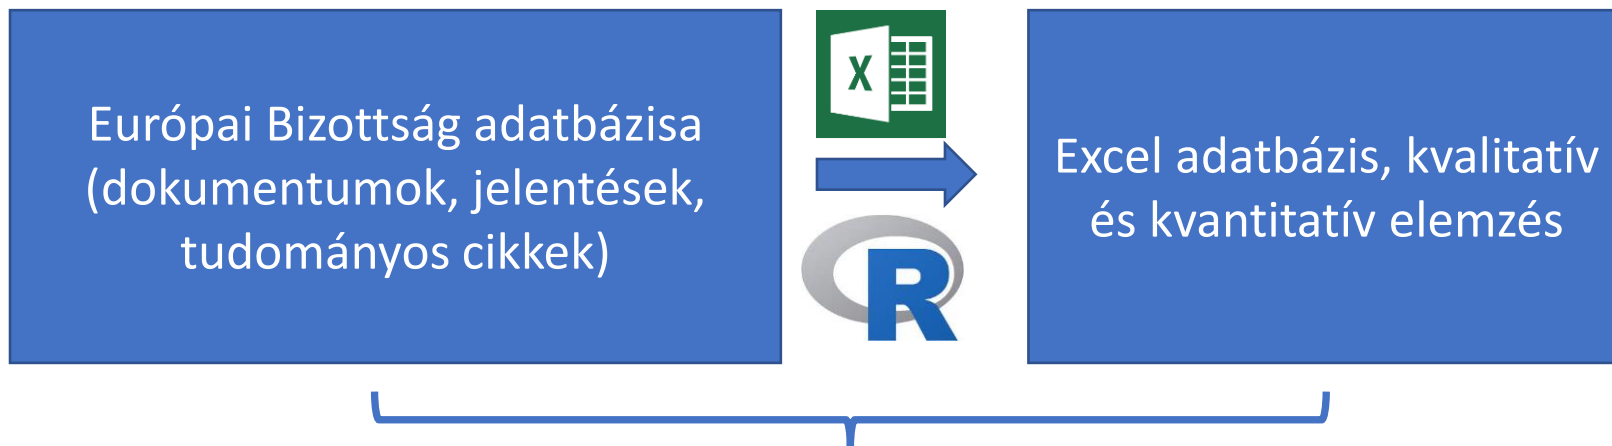 Európai Bizottság adatbázisa
(dokumentumok, jelentések,
tudományos cikkek)
X
R
Excel adatbázis, kvalitatív
és kvantitatív elemzés